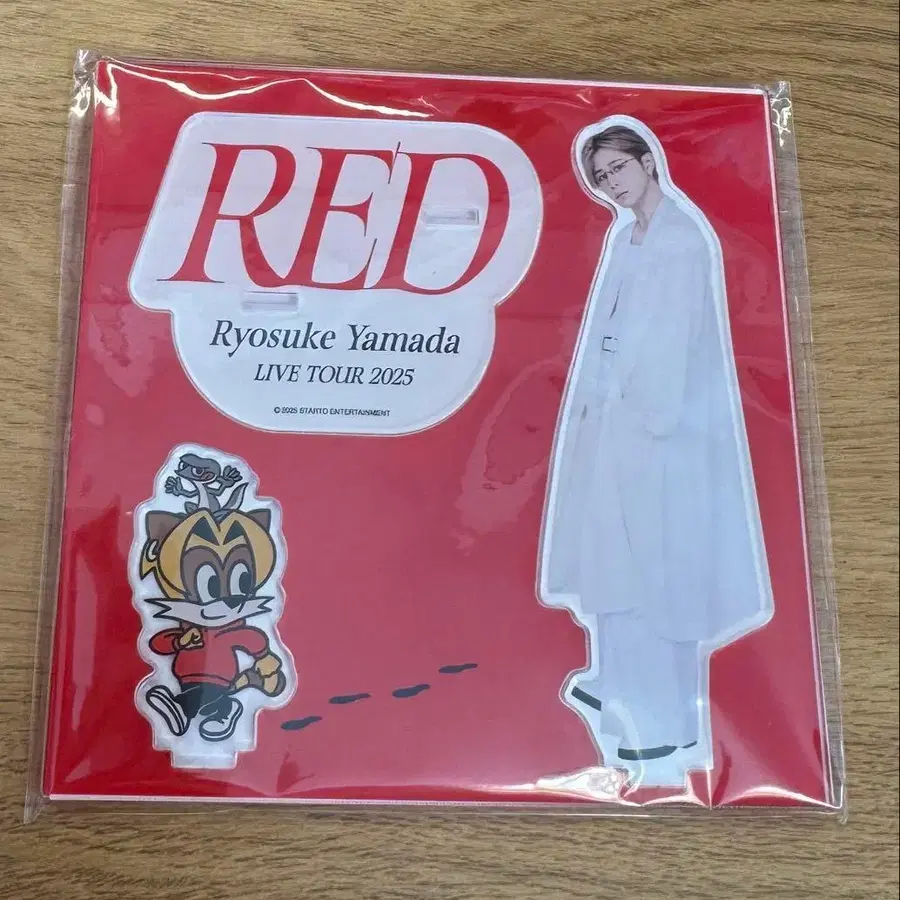 RED
Ryosuke Yamada
LIVE TOUR 2025
© 2025 STARTO ENTERTAINMENT